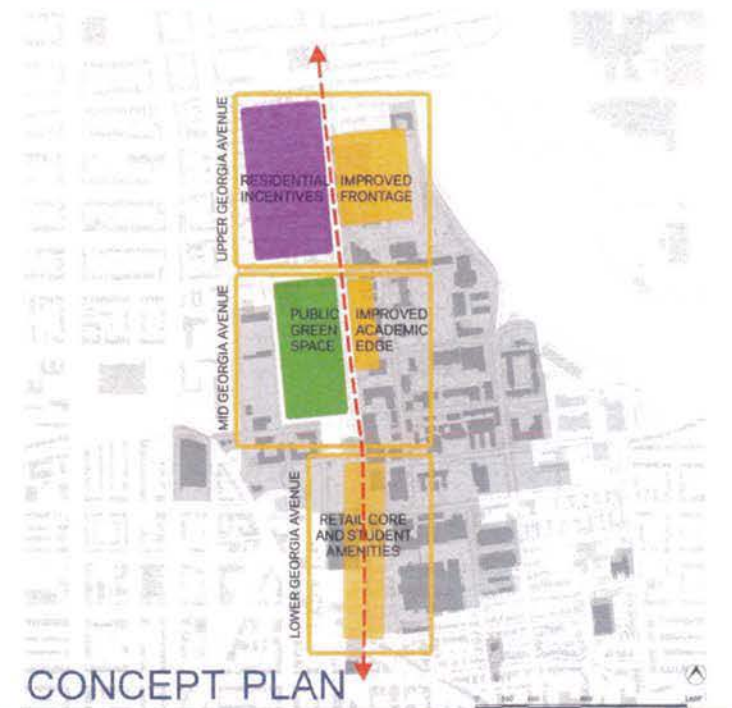 UPPER GEORGIA AVENUE
RESIDENTIAL
INCENTIVES
IMPROVED
FRONTAGE
MID GEORGIA AVENUE
PUBLIC
GREEN
SPACE
IMPROVED
ACADEMIC
EDGE
LOWER GEORGIA AVENUE
RETAIL CORE
AND STUDENT
AMENITIES
CONCEPT PLAN